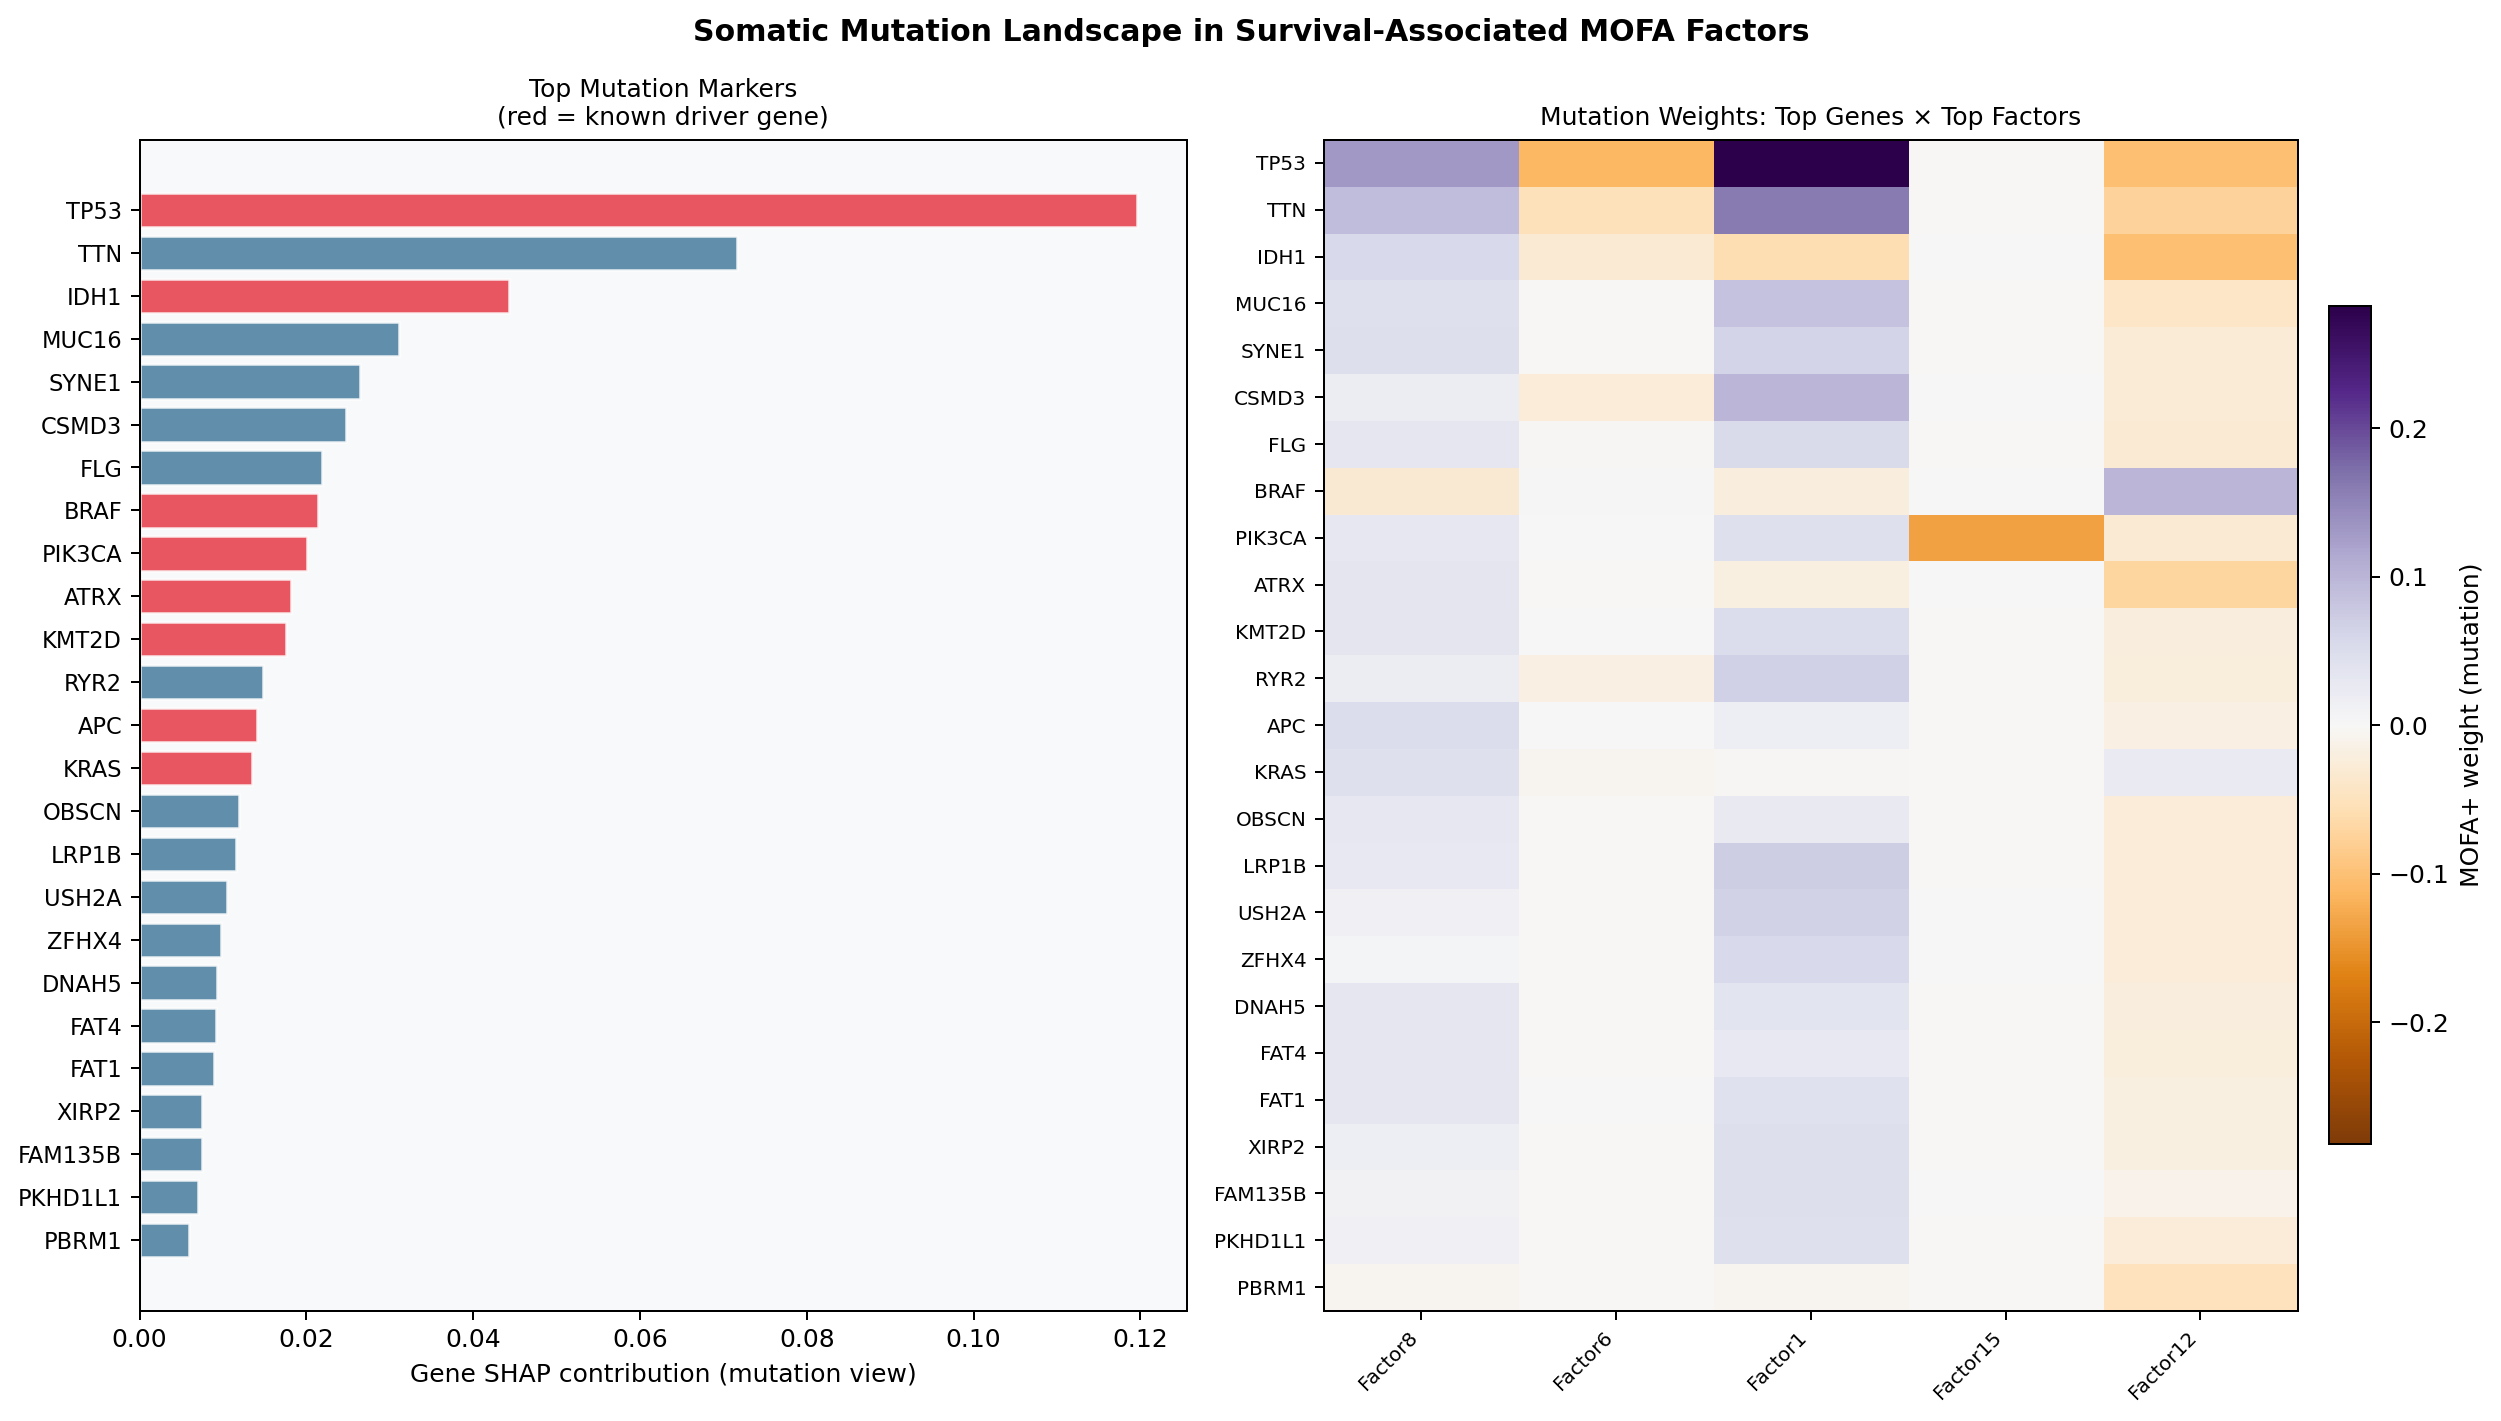 Somatic Mutation Landscape in Survival-Associated MOFA Factors
Top Mutation Markers
(red = known driver gene)
TP53
TTN
IDH1
MUC16
SYNE1
CSMD3
FLG
BRAF
PIK3CA
ATRX
KMT2D
RYR2
APC
KRAS
OBSCN
LRP1B
USH2A
ZFHX4
DNAH5
FAT4
FAT1
XIRP2
FAM135B
PKHD1L1
PBRM1
0.00 0.02 0.04 0.06 0.08 0.10 0.12
Gene SHAP contribution (mutation view)
Mutation Weights: Top Genes × Top Factors
TP53
TTN
IDH1
MUC16
SYNE1
CSMD3
FLG
BRAF
PIK3CA
ATRX
KMT2D
RYR2
APC
KRAS
OBSCN
LRP1B
USH2A
ZFHX4
DNAH5
FAT4
FAT1
XIRP2
FAM135B
PKHD1L1
PBRM1
Factor8 Factor6 Factor1 Factor15 Factor12
0.2
0.1
0.0
−0.1
−0.2
MOFA+ weight (mutation)